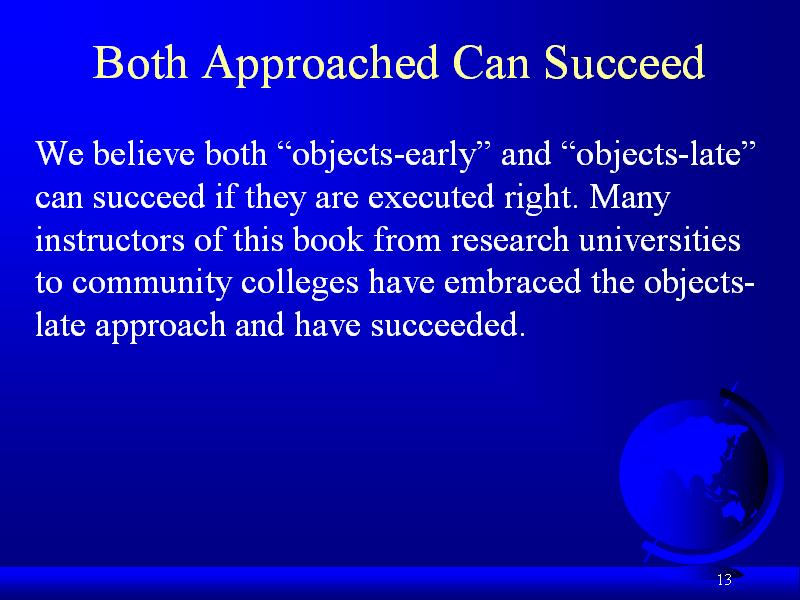 Both Approached Can Succeed
We believe both “objects-early” and “objects-late”
can succeed if they are executed right. Many
instructors of this book from research universities
to community colleges have embraced the objects-
late approach and have succeeded.
13